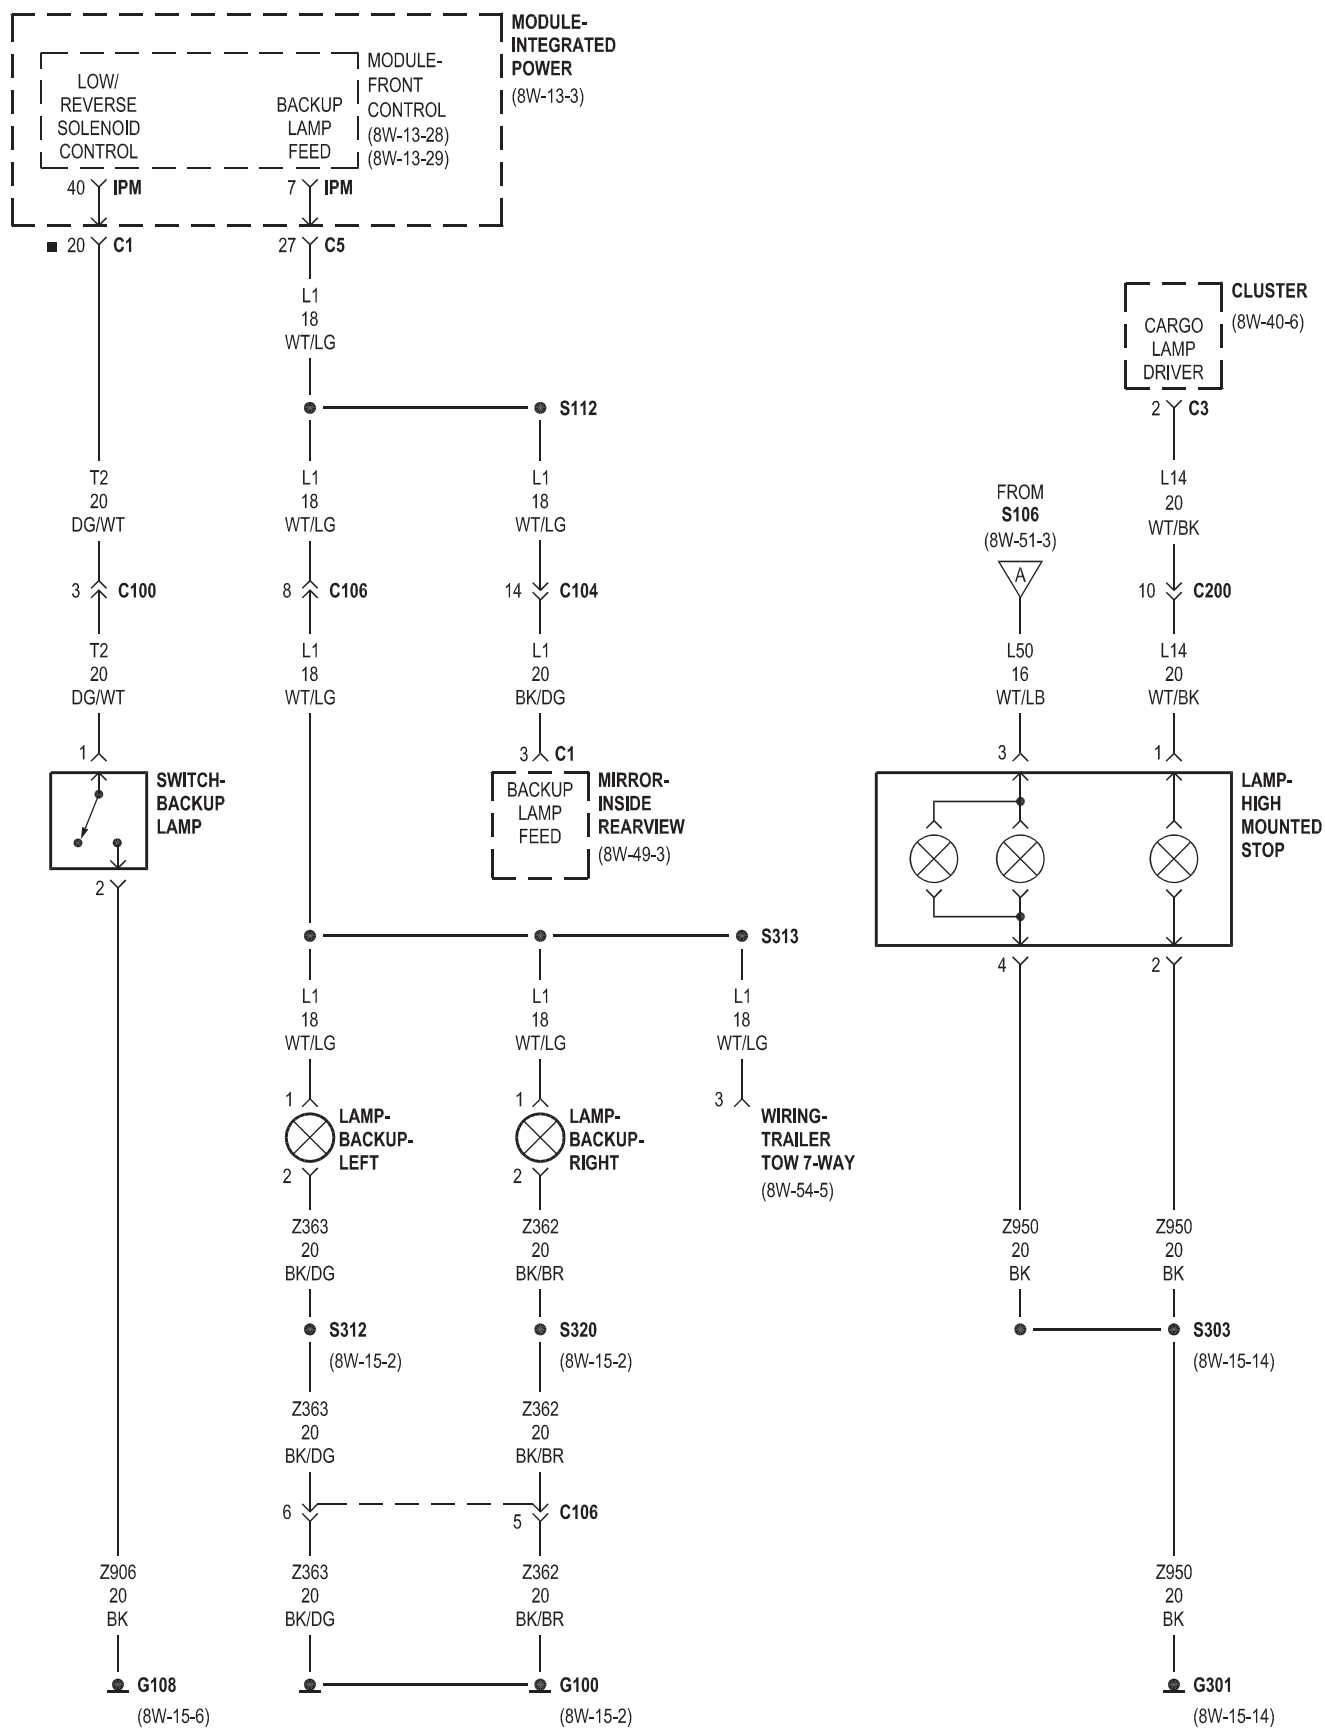 MODULE-
INTEGRATED
POWER
(8W-13-3)
MODULE-
FRONT
CONTROL
(8W-13-28)
(8W-13-29)
LOW/
REVERSE
SOLENOID
CONTROL
BACKUP
LAMP
FEED
40 IPM
7 IPM
20 C1
27 C5
L1
18
WT/LG
CLUSTER
(8W-40-6)
CARGO
LAMP
DRIVER
2 C3
S112
T2
20
DG/WT
L1
18
WT/LG
L1
18
WT/LG
FROM
S106
(8W-51-3)
A
L14
20
WT/BK
3 C100
8 C106
14 C104
10 C200
T2
20
DG/WT
L1
18
WT/LG
L1
20
BK/DG
L50
16
WT/LB
L14
20
WT/BK
1
SWITCH-
BACKUP
LAMP
2
3 C1
BACKUP
LAMP
FEED
MIRROR-
INSIDE
REARVIEW
(8W-49-3)
3
1
LAMP-
HIGH
MOUNTED
STOP
4
2
S313
L1
18
WT/LG
L1
18
WT/LG
L1
18
WT/LG
1
LAMP-
BACKUP-
LEFT
2
1
LAMP-
BACKUP-
RIGHT
2
3
WIRING-
TRAILER
TOW 7-WAY
(8W-54-5)
Z363
20
BK/DG
Z362
20
BK/BR
Z950
20
BK
Z950
20
BK
S312
(8W-15-2)
S320
(8W-15-2)
S303
(8W-15-14)
Z363
20
BK/DG
Z362
20
BK/BR
6
5 C106
Z906
20
BK
Z363
20
BK/DG
Z362
20
BK/BR
Z950
20
BK
G108
(8W-15-6)
G100
(8W-15-2)
G301
(8W-15-14)